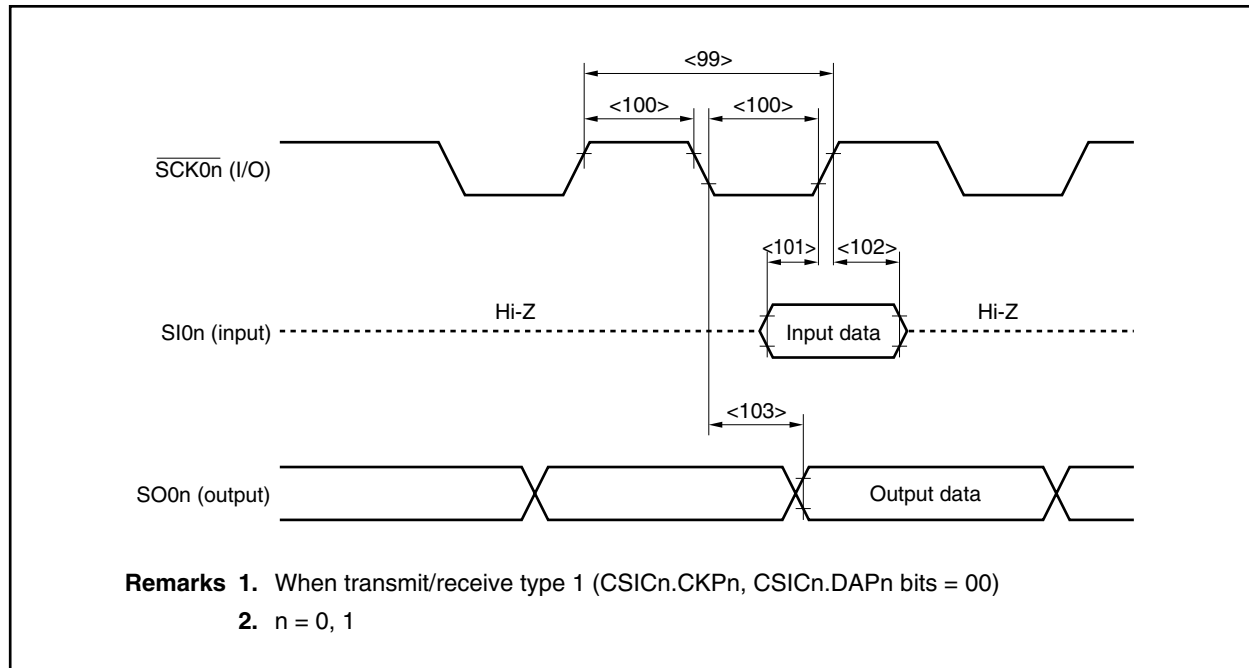 <99>
<100> <100>
SCK0n (I/O)
<101> <102>
Hi-Z Hi-Z
SI0n (input) Input data
<103>
SO0n (output) Output data
Remarks 1. When transmit/receive type 1 (CSICn.CKPn, CSICn.DAPn bits = 00)
2. n = 0, 1